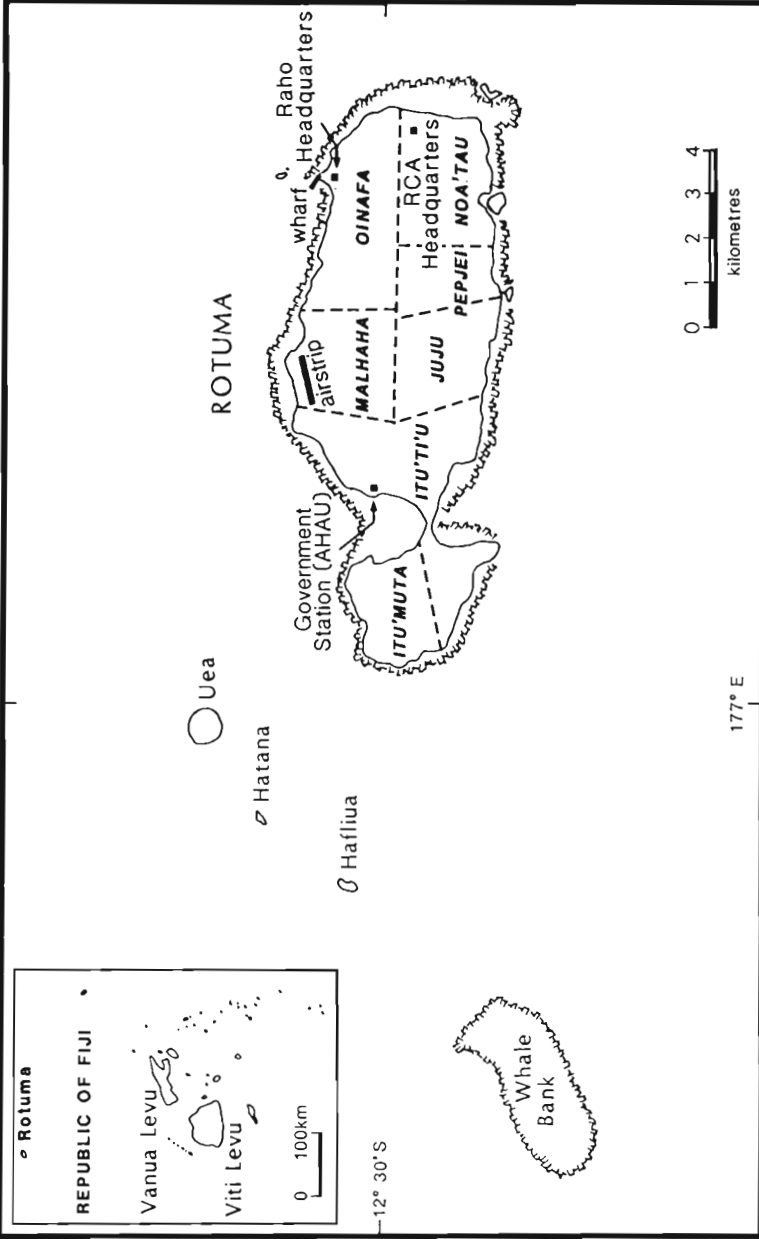 Rotuma
REPUBLIC OF FIJI
Vanua Levu
Viti Levu
0 100km
ROTUMA
Uea
Hatana
Hafliua
Government
Station (AHAU)
airstrip
wharf
Raho
Headquarters
OINAFA
MALHAHA
ITU'MUTA
ITU'TI'U
JUJU
PEPJEI
NOA'TAU
RCA
Headquarters
Whale
Bank
12° 30'S
177° E
0 1 2 3 4
kilometres